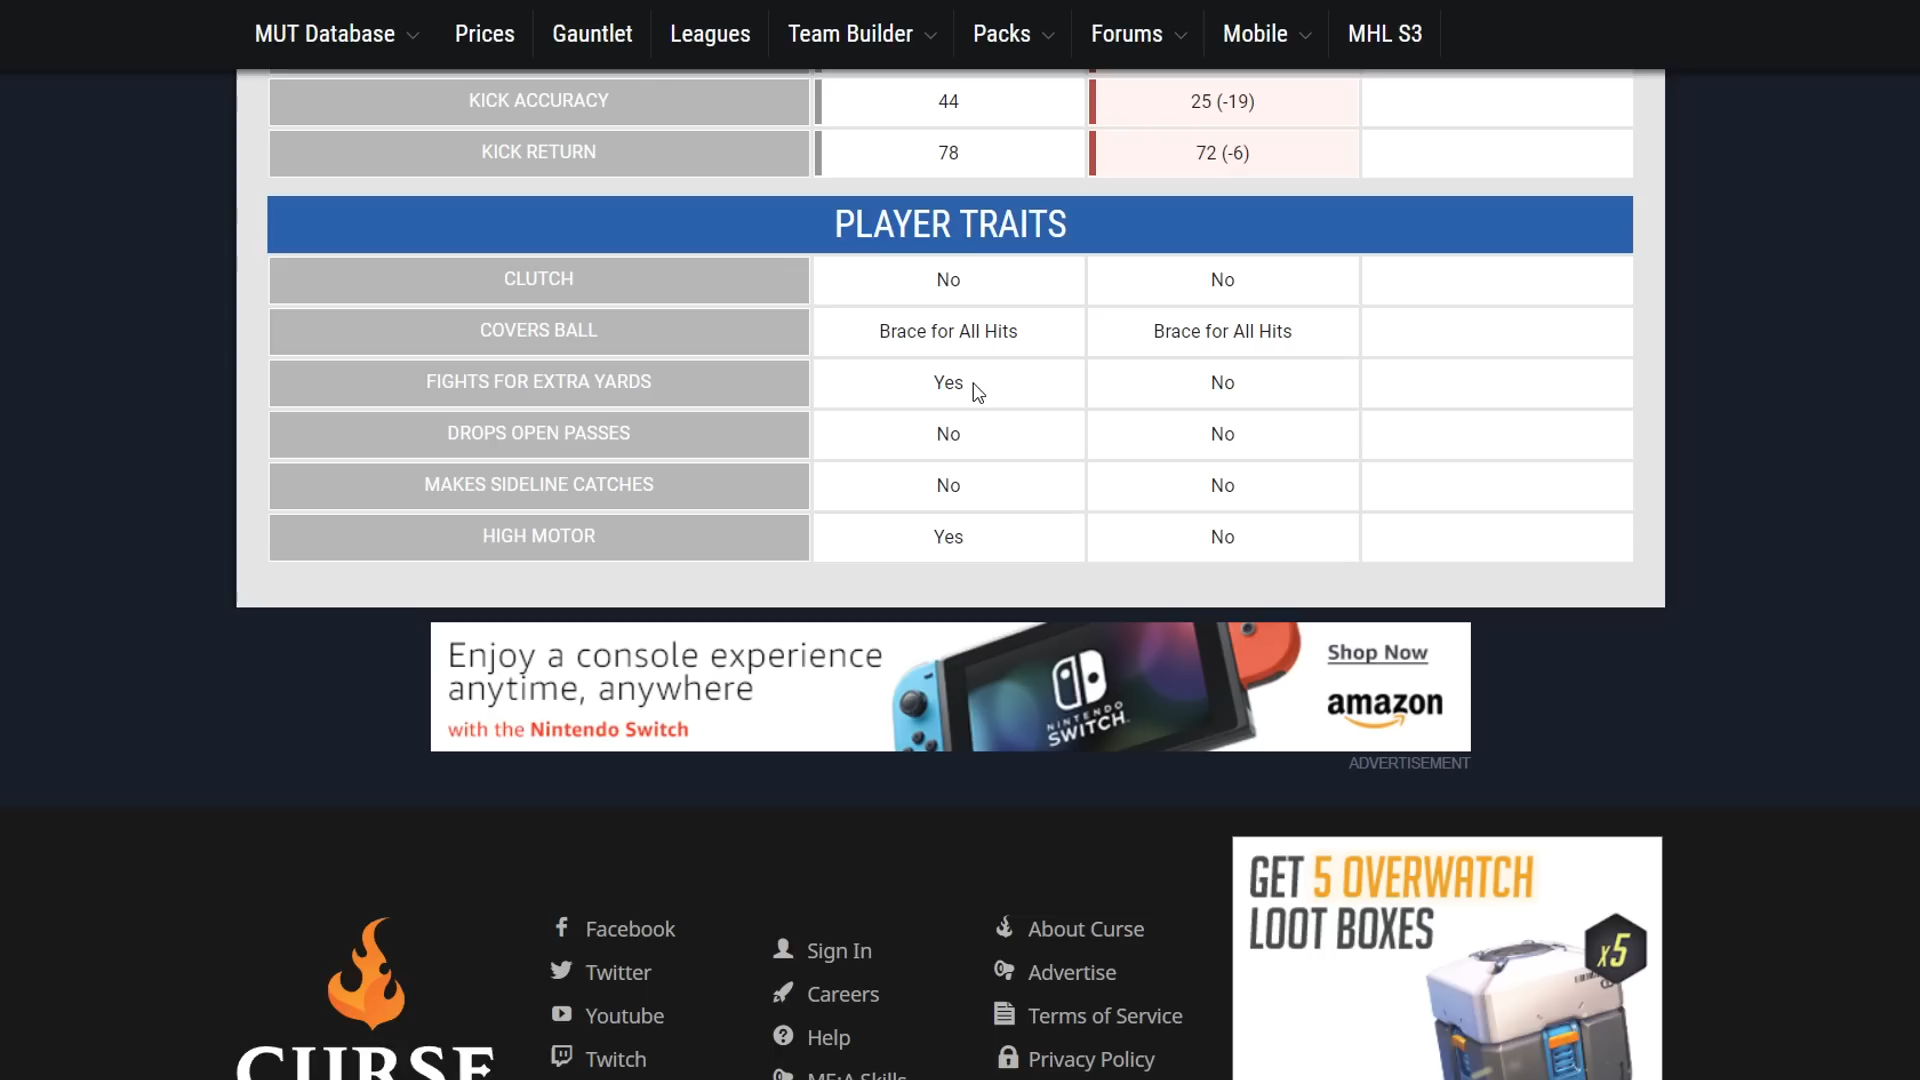 MUT Database Prices Gauntlet Leagues Team Builder Packs Forums Mobile MHL S3
KICK ACCURACY 44 25 (-19)
KICK RETURN 78 72 (-6)
PLAYER TRAITS
CLUTCH No No
COVERS BALL Brace for All Hits Brace for All Hits
FIGHTS FOR EXTRA YARDS Yes No
DROPS OPEN PASSES No No
MAKES SIDELINE CATCHES No No
HIGH MOTOR Yes No
Enjoy a console experience
anytime, anywhere
with the Nintendo Switch
NINTENDO
SWITCH
Shop Now
amazon
ADVERTISEMENT
CURSE
Facebook
Twitter
Youtube
Twitch
Sign In
Careers
Help
ME:A Skills
About Curse
Advertise
Terms of Service
Privacy Policy
GET 5 OVERWATCH
LOOT BOXES
x5